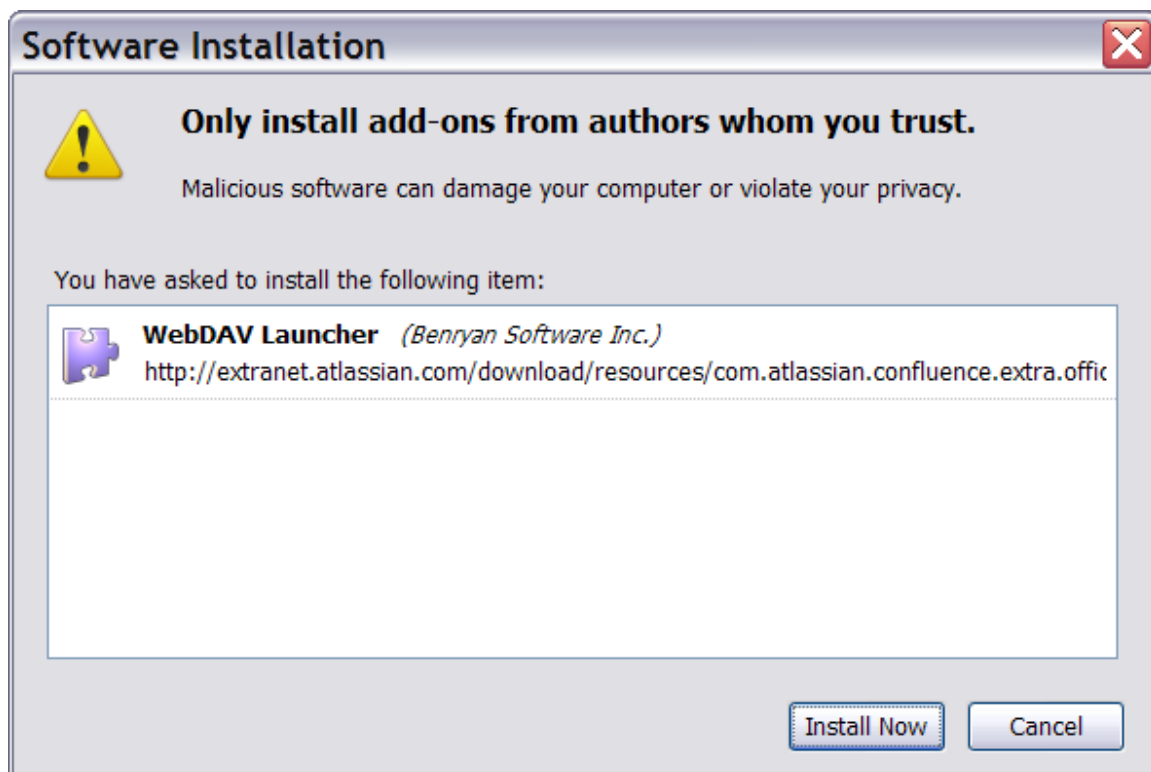 Software Installation
Only install add-ons from authors whom you trust.
Malicious software can damage your computer or violate your privacy.
You have asked to install the following item:
WebDAV Launcher (Benryan Software Inc.)
http://extranet.atlassian.com/download/resources/com.atlassian.confluence.extra.offic
Install Now Cancel